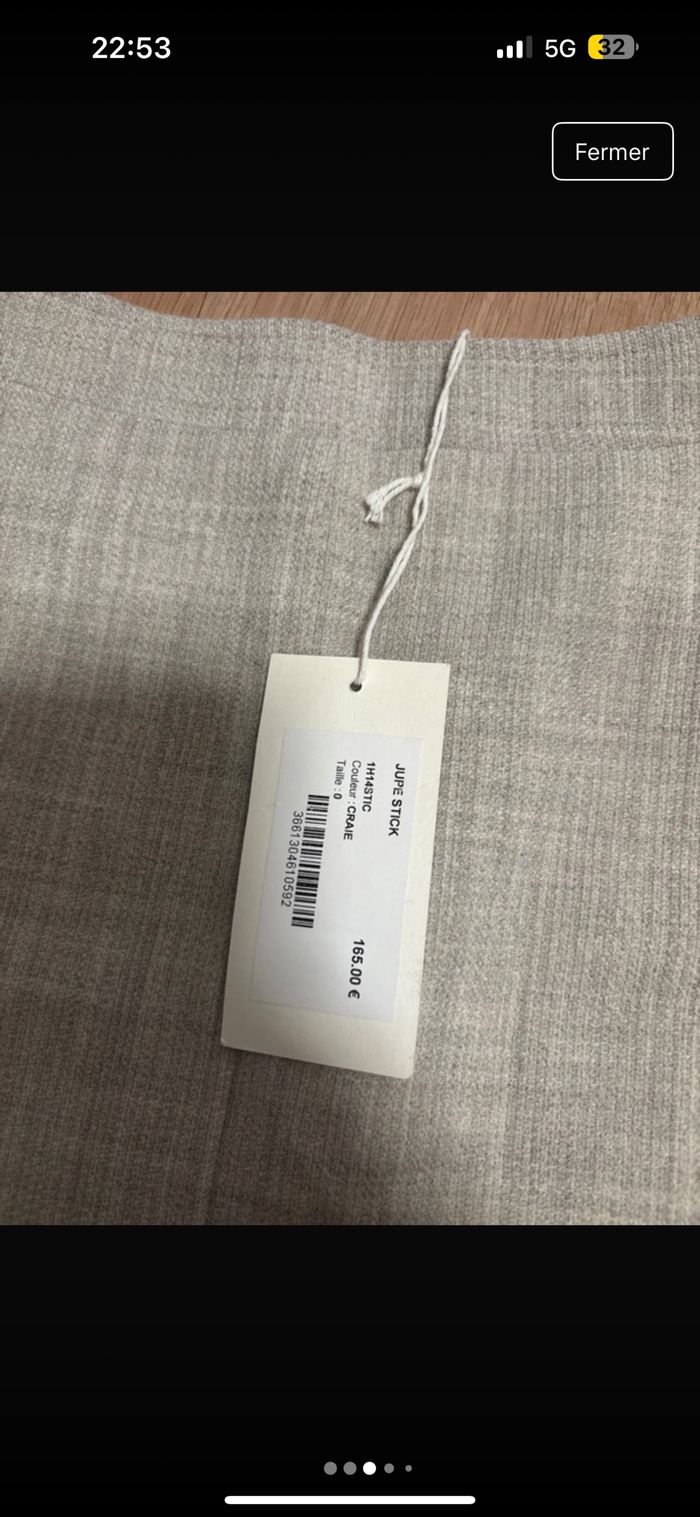 22:53
5G
32
Fermer
JUPE STICK
1H14STIC
Couleur : CRAIE
Taille : 0
165.00 €
3661304610592